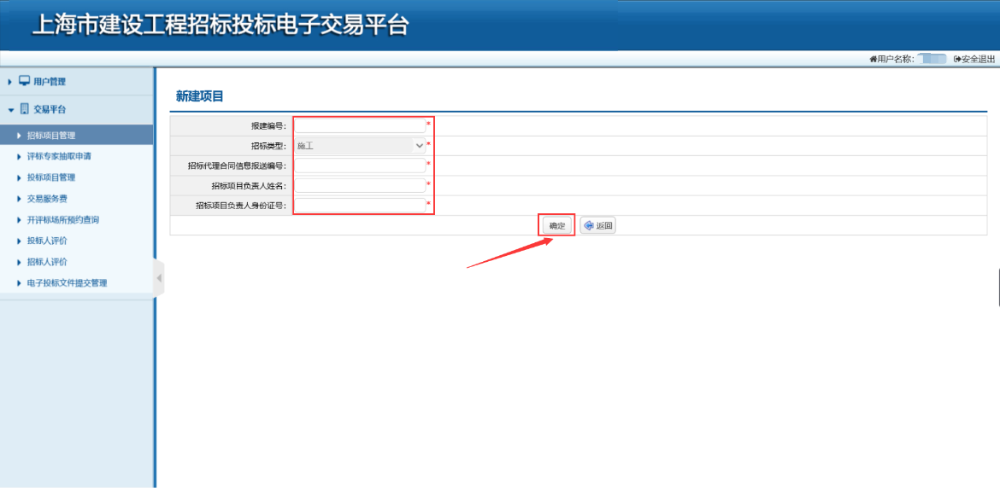 上海市建设工程招标投标电子交易平台
用户名称: 安全退出
用户管理
交易平台
招标项目管理
评标专家抽取申请
投标项目管理
交易服务费
开评标场所预约查询
投标人评价
招标人评价
电子投标文件提交管理
新建项目
报建编号: *
招标类型: 施工 *
招标代理合同信息报送编号: *
招标项目负责人姓名: *
招标项目负责人身份证号: *
确定 返回